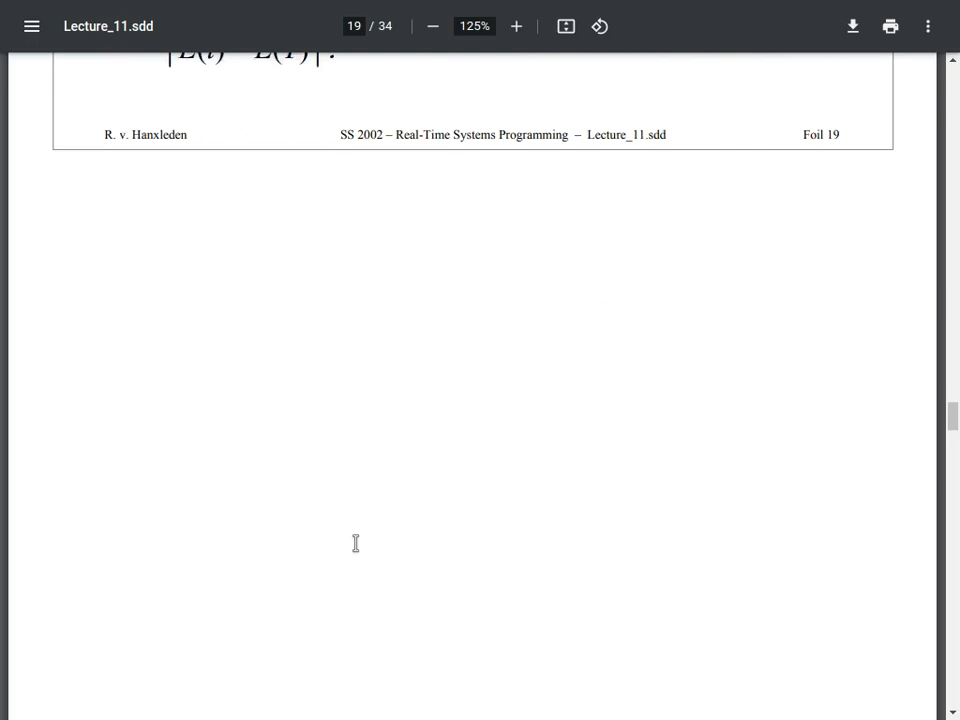 Lecture_11.sdd
19 / 34
125%
R. v. Hanxleden
SS 2002 – Real-Time Systems Programming – Lecture_11.sdd
Foil 19